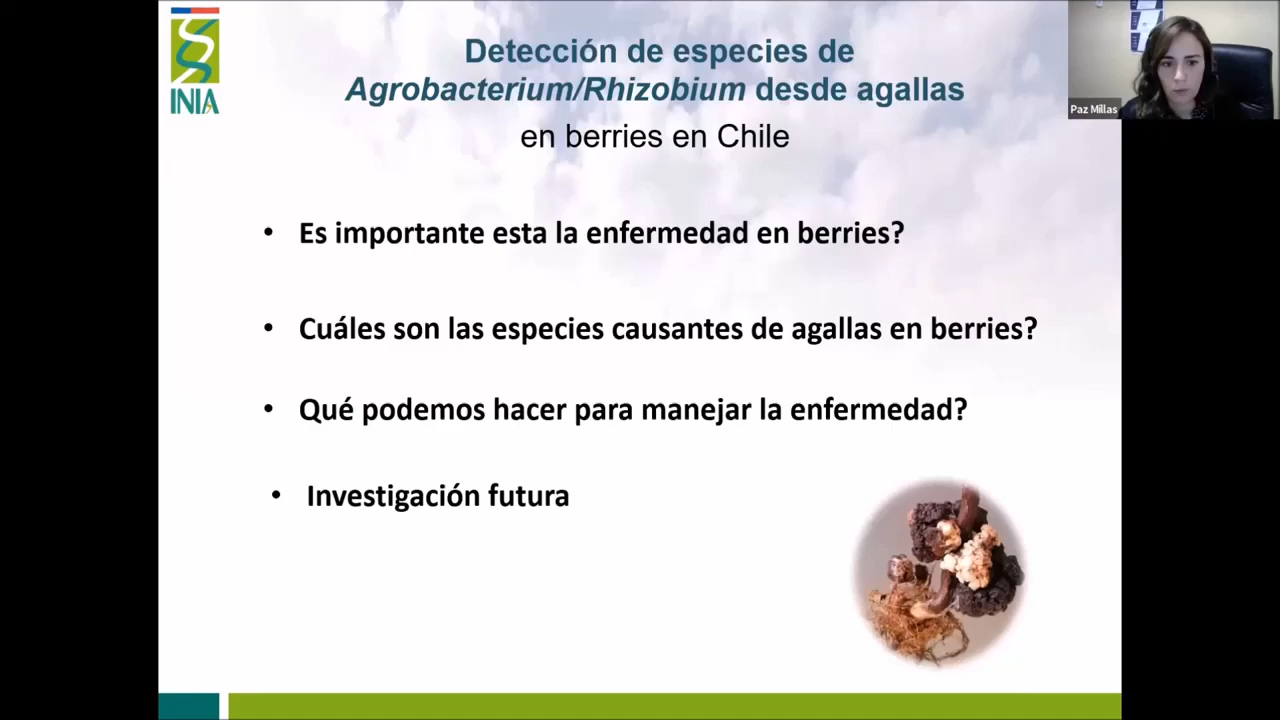 INIA
Detección de especies de
Agrobacterium/Rhizobium desde agallas
en berries en Chile
Paz Millas
• Es importante esta la enfermedad en berries?
• Cuáles son las especies causantes de agallas en berries?
• Qué podemos hacer para manejar la enfermedad?
• Investigación futura